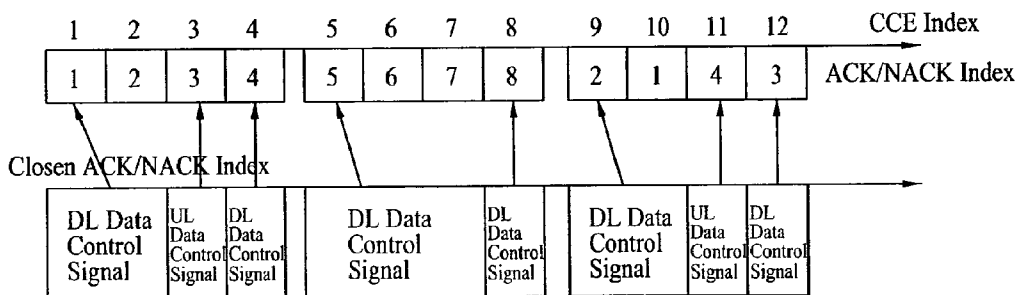 1 2 3 4 5 6 7 8 9 10 11 12 CCE Index
1 2 3 4 5 6 7 8 2 1 4 3 ACK/NACK Index
Closen ACK/NACK Index
DL Data
Control
Signal
UL
Data
Control
Signal
DL
Data
Control
Signal
DL Data
Control
Signal
DL
Data
Control
Signal
DL Data
Control
Signal
UL
Data
Control
Signal
DL
Data
Control
Signal